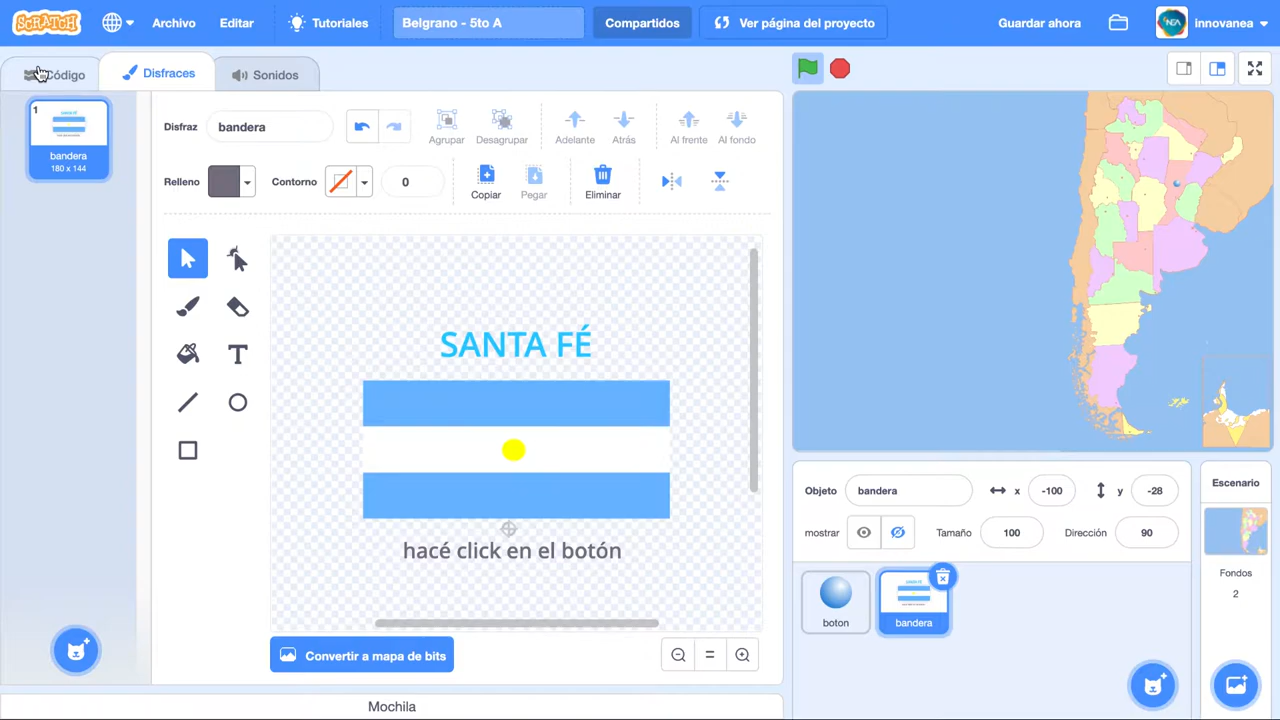 SCRATCH Archivo Editar Tutoriales Belgrano - 5to A Compartidos Ver página del proyecto Guardar ahora innovanea
Código Disfraces Sonidos
1
bandera
180 x 144
Disfraz bandera Agrupar Desagrupar Adelante Atrás Al frente Al fondo
Relleno Contorno 0 Copiar Pegar Eliminar
SANTA FÉ
hacé click en el botón
Convertir a mapa de bits
Mochila
Objeto bandera x -100 y -28
mostrar Tamaño 100 Dirección 90
boton
bandera
Escenario
Fondos
2